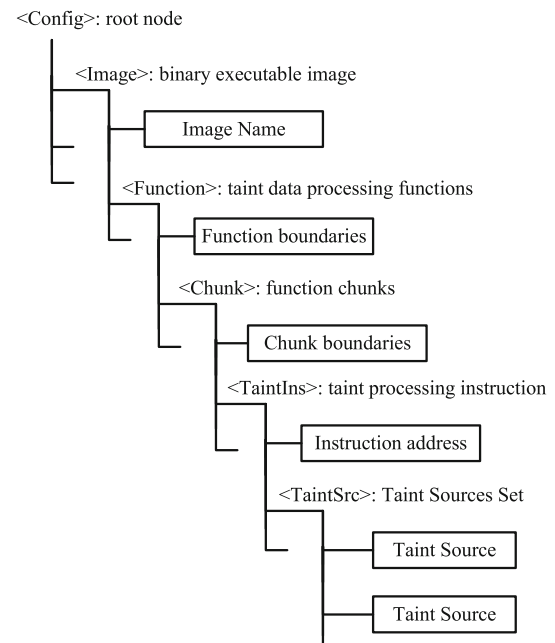 <Config>: root node
<Image>: binary executable image
Image Name
<Function>: taint data processing functions
Function boundaries
<Chunk>: function chunks
Chunk boundaries
<TaintIns>: taint processing instruction
Instruction address
<TaintSrc>: Taint Sources Set
Taint Source
Taint Source